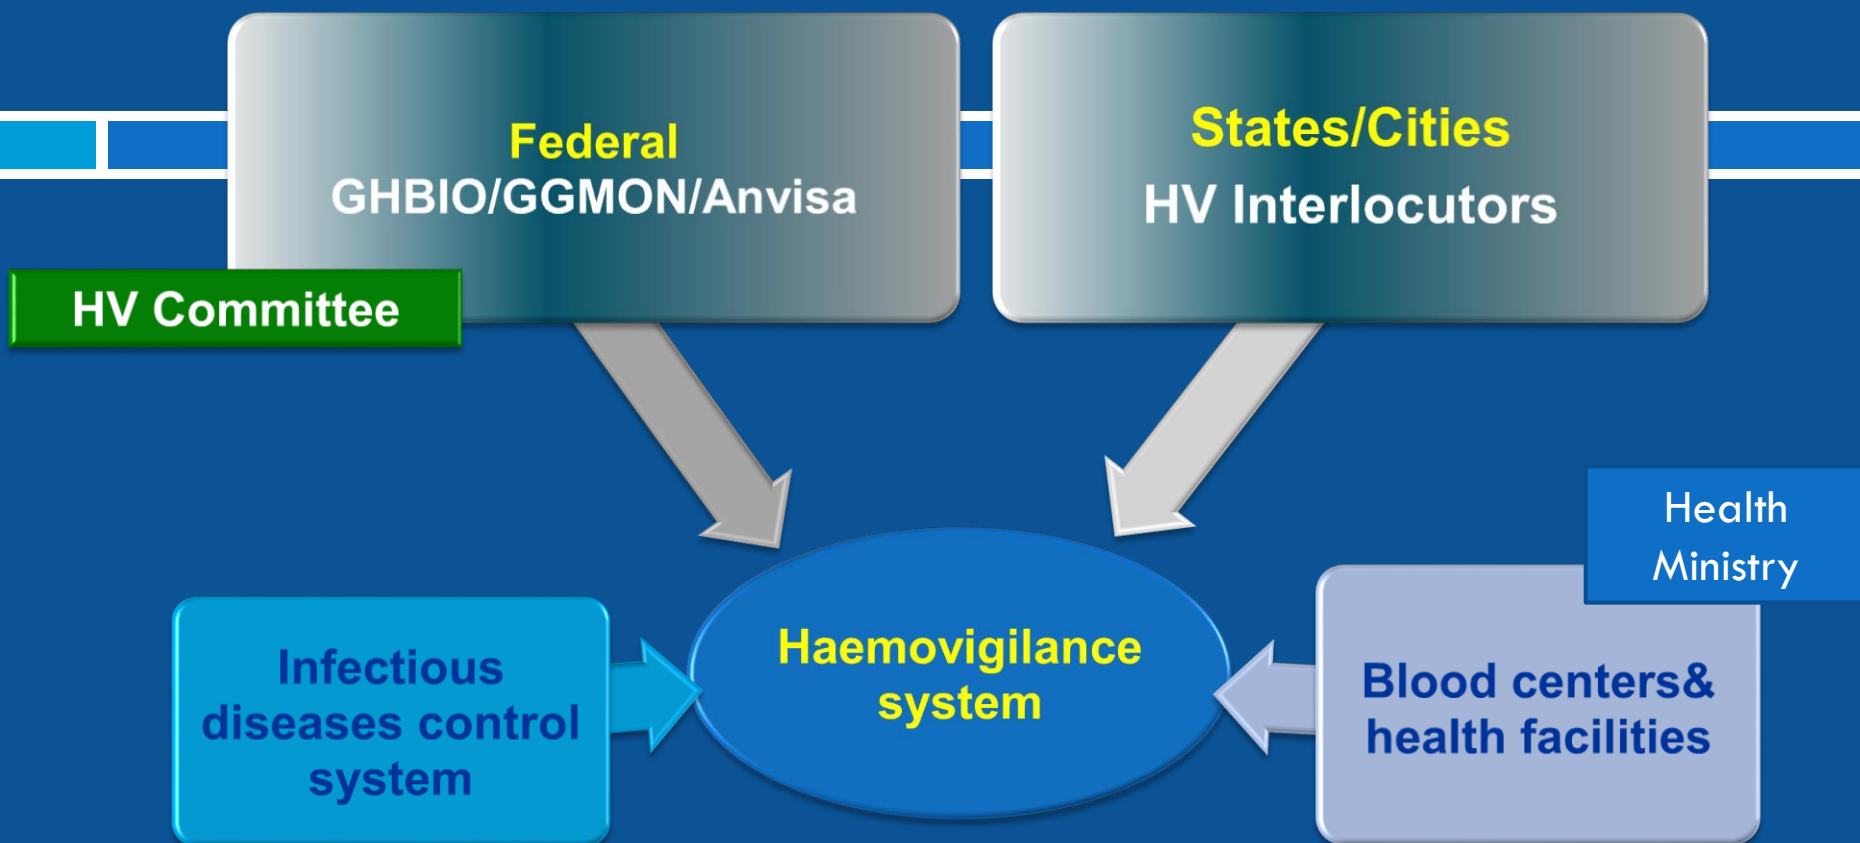 Federal
GHBIO/GGMON/Anvisa
States/Cities
HV Interlocutors
HV Committee
Health
Ministry
Infectious
diseases control
system
Haemovigilance
system
Blood centers&
health facilities